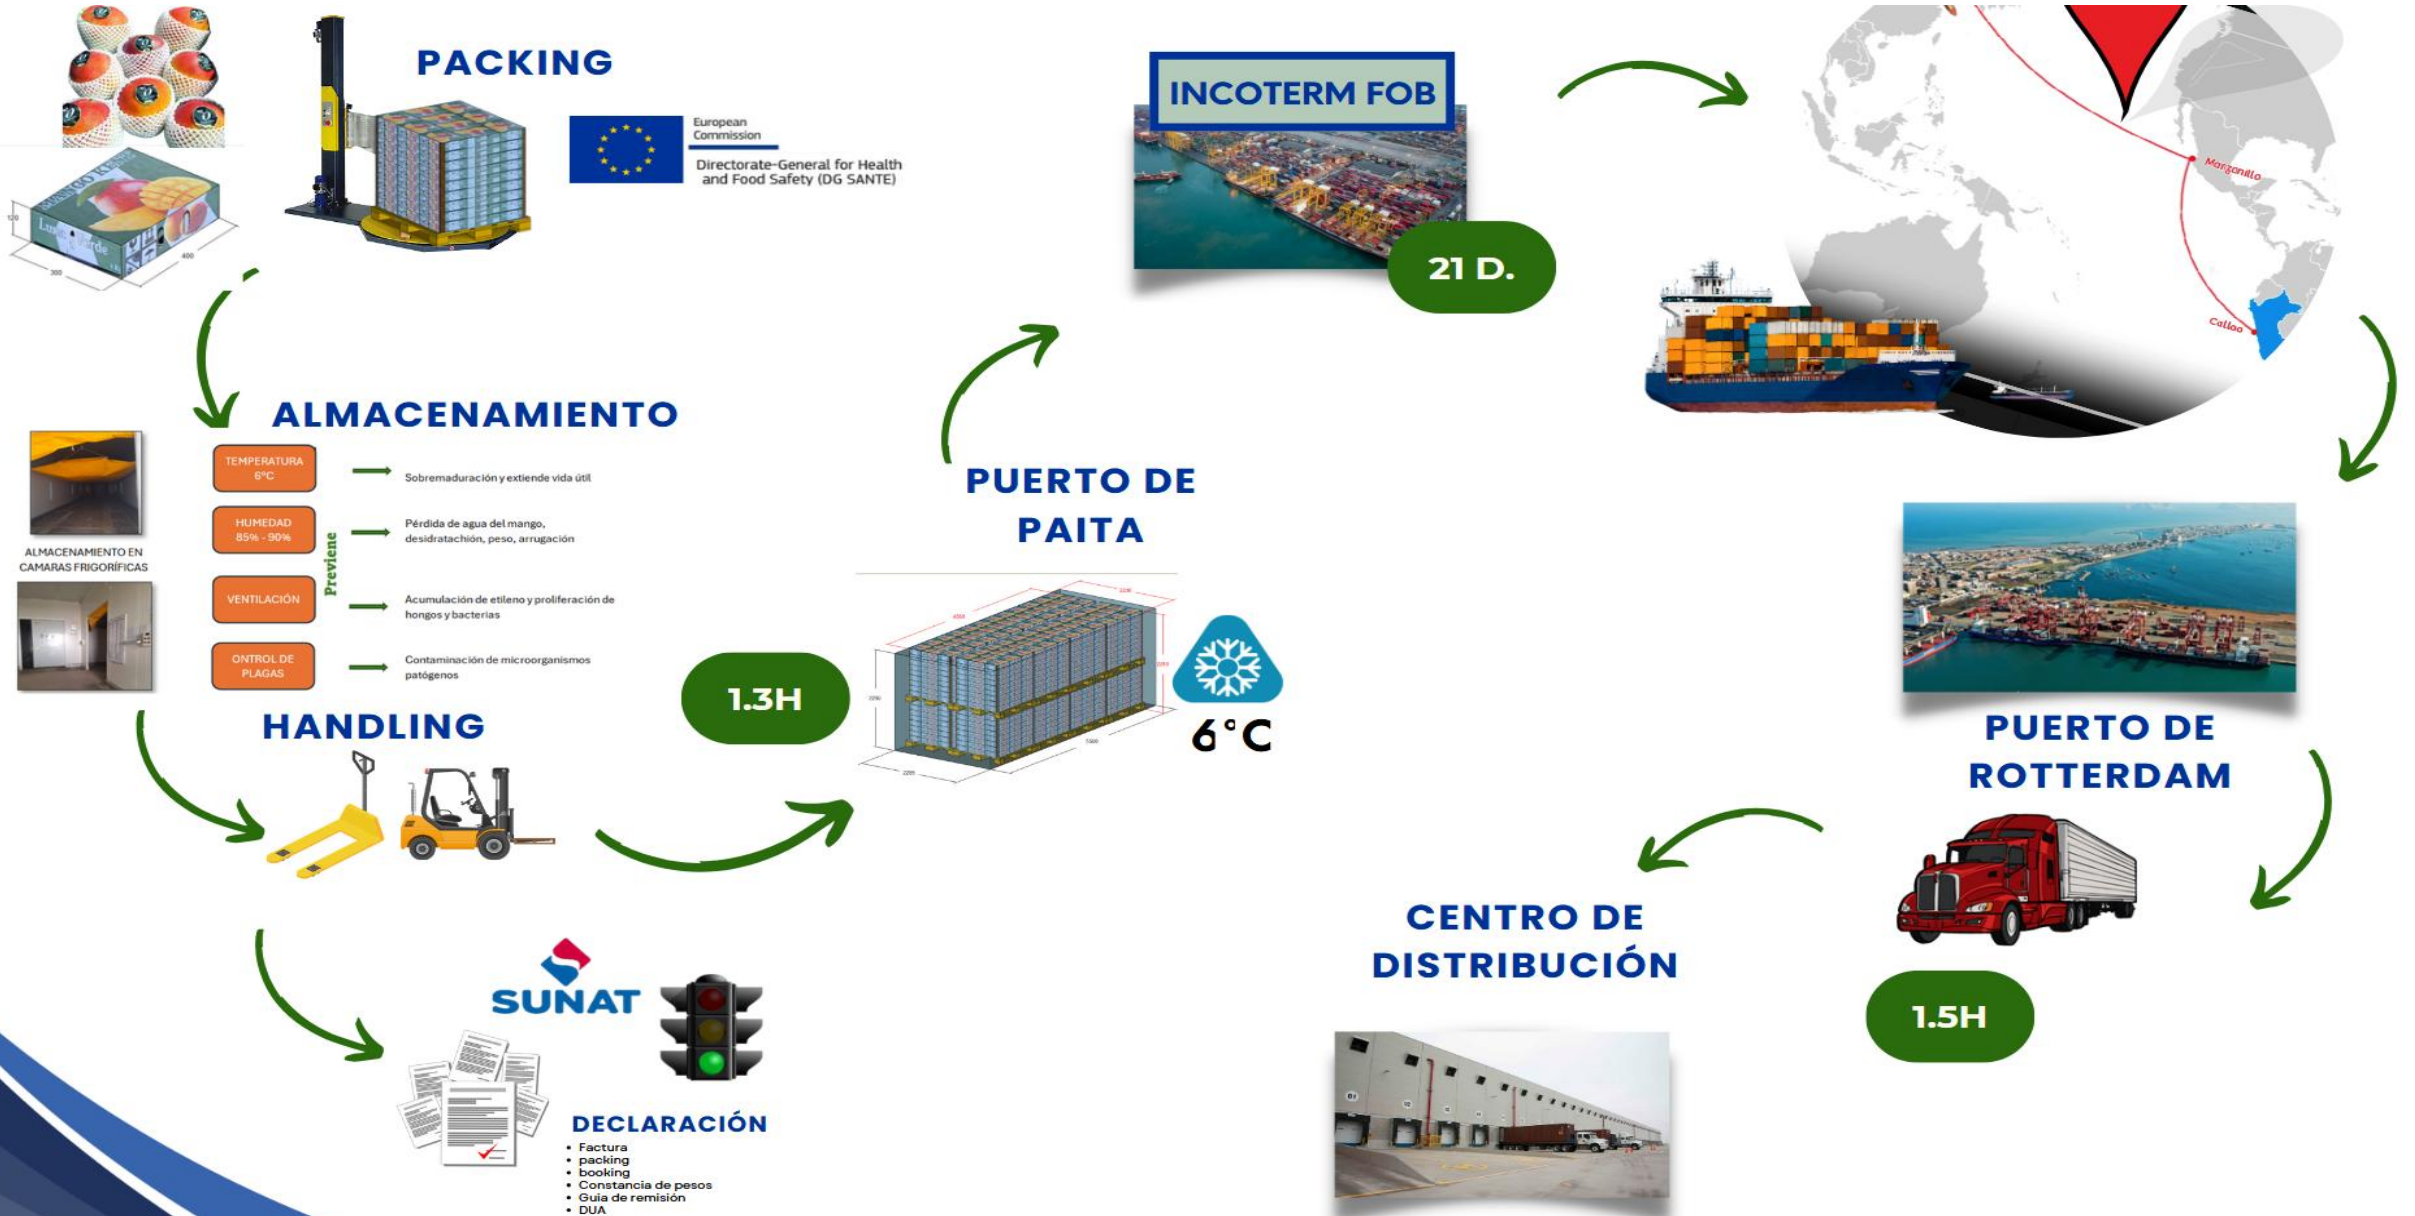 PACKING
European
Commission
Directorate-General for Health
and Food Safety (DG SANTE)
300
400
INCOTERM FOB
21 D.
Manzanillo
Callao
ALMACENAMIENTO
ALMACENAMIENTO EN
CAMARAS FRIGORÍFICAS
TEMPERATURA
6°C
Sobremaduración y extiende vida útil
HUMEDAD
85% - 90%
Pérdida de agua del mango,
desidratachión, peso, arrugación
Previene
VENTILACIÓN
Acumulación de etileno y proliferación de
hongos y bacterias
ONTROL DE
PLAGAS
Contaminación de microorganismos
patógenos
HANDLING
1.3H
PUERTO DE
PAITA
6°C
PUERTO DE
ROTTERDAM
1.5H
CENTRO DE
DISTRIBUCIÓN
SUNAT
DECLARACIÓN
• Factura
• packing
• booking
• Constancia de pesos
• Guia de remisión
• DUA